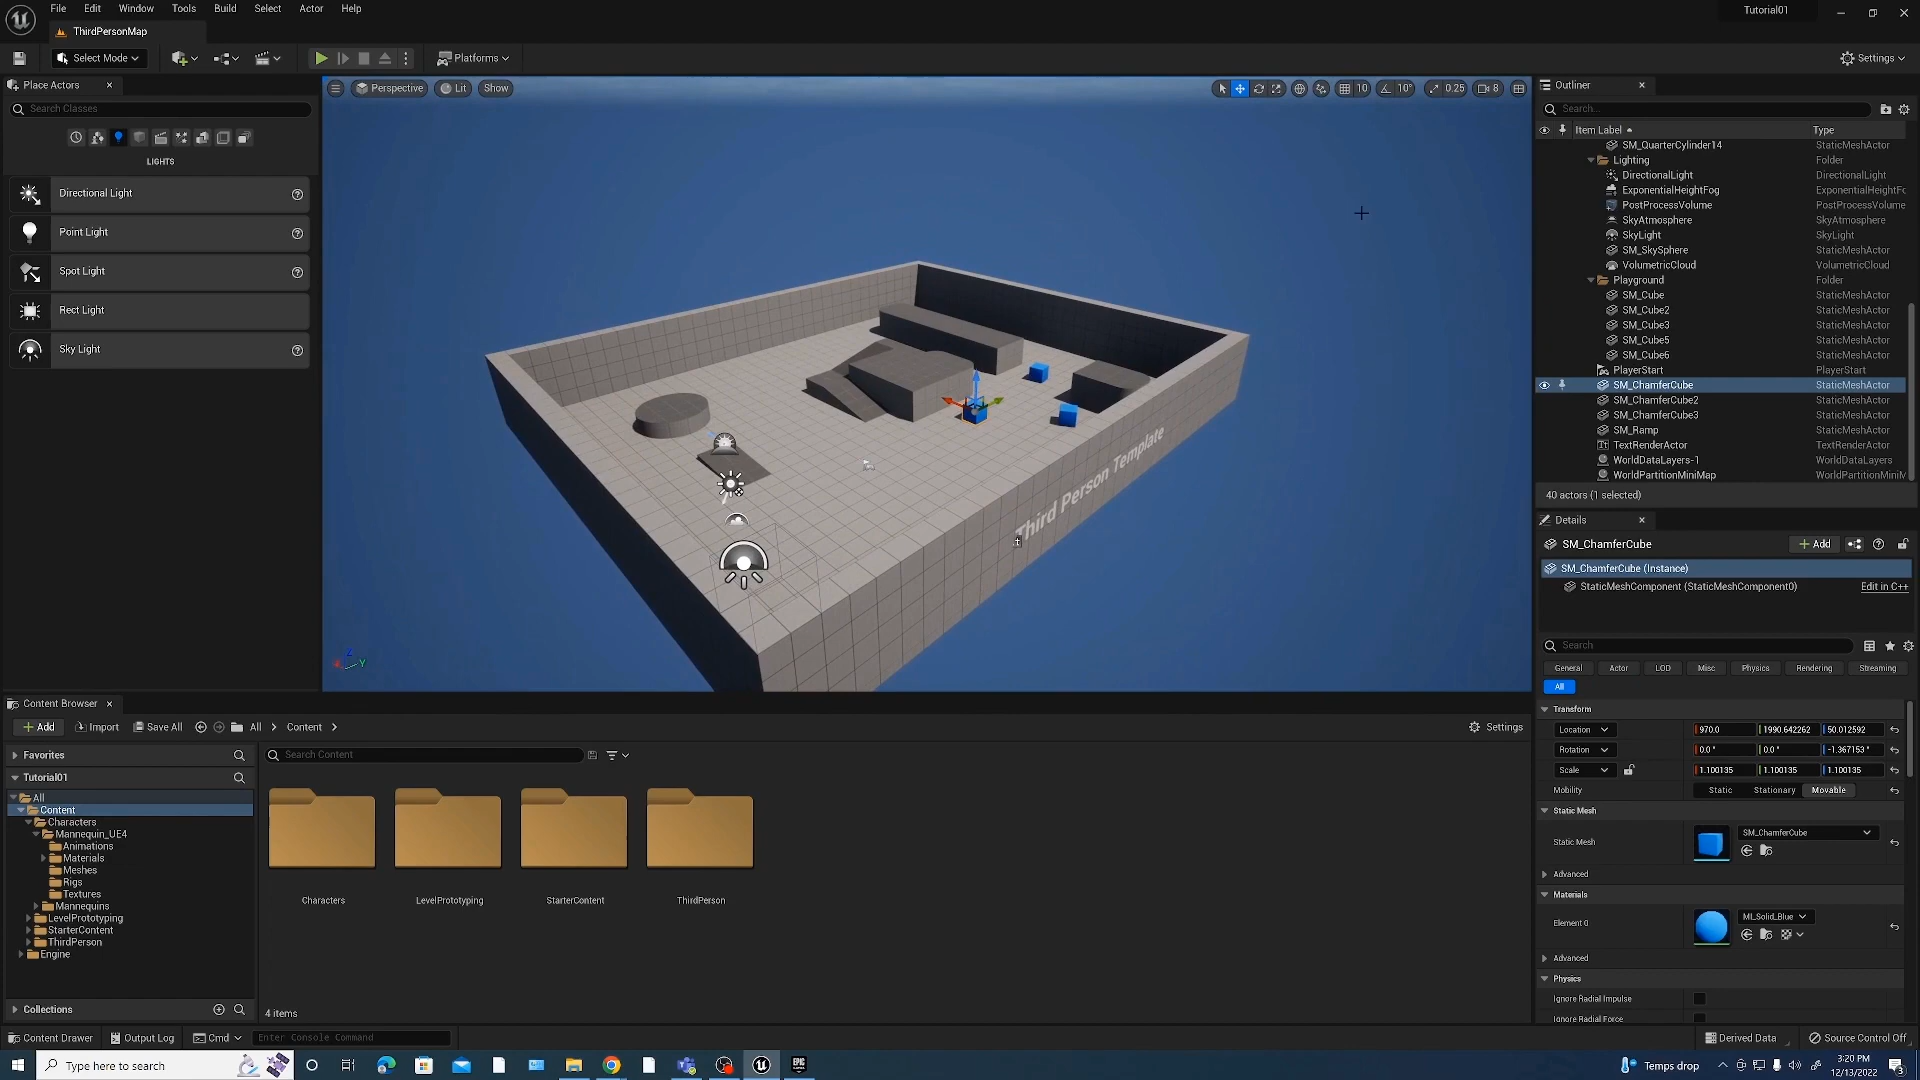 File Edit Window Tools Build Select Actor Help
Tutorial01
ThirdPersonMap
Select Mode
Platforms
Settings
Place Actors
Search Classes
LIGHTS
Directional Light
Point Light
Spot Light
Rect Light
Sky Light
Perspective Lit Show
10 10° 0.25 8
Third Person Template
Z
Y
Outliner
Search...
Item Label Type
SM_QuarterCylinder14 StaticMeshActor
Lighting Folder
DirectionalLight DirectionalLight
ExponentialHeightFog ExponentialHeightFc
PostProcessVolume PostProcessVolume
SkyAtmosphere SkyAtmosphere
SkyLight SkyLight
SM_SkySphere StaticMeshActor
VolumetricCloud VolumetricCloud
Playground Folder
SM_Cube StaticMeshActor
SM_Cube2 StaticMeshActor
SM_Cube3 StaticMeshActor
SM_Cube5 StaticMeshActor
SM_Cube6 StaticMeshActor
PlayerStart PlayerStart
SM_ChamferCube StaticMeshActor
SM_ChamferCube2 StaticMeshActor
SM_ChamferCube3 StaticMeshActor
SM_Ramp StaticMeshActor
TextRenderActor TextRenderActor
WorldDataLayers-1 WorldDataLayers
WorldPartitionMiniMap WorldPartitionMiniM
40 actors (1 selected)
Details
SM_ChamferCube
+ Add
SM_ChamferCube (Instance)
StaticMeshComponent (StaticMeshComponent0) Edit in C++
Search
General Actor LOD Misc Physics Rendering Streaming
All
Transform
Location 970.0 1990.642262 50.012592
Rotation 0.0 ° 0.0 ° -1.367153 °
Scale 1.100135 1.100135 1.100135
Mobility Static Stationary Movable
Static Mesh
Static Mesh SM_ChamferCube
Advanced
Materials
Element 0 MI_Solid_Blue
Advanced
Physics
Ignore Radial Impulse
Ignore Radial Force
Content Browser
+ Add Import Save All All Content
Settings
Favorites
Search Content
Tutorial01
All
Content
Characters
Mannequin_UE4
Animations
Materials
Meshes
Rigs
Textures
Mannequins
LevelPrototyping
StarterContent
ThirdPerson
Engine
Characters LevelPrototyping StarterContent ThirdPerson
Collections
4 items
Content Drawer Output Log Cmd Enter Console Command
Derived Data Source Control Off
Type here to search
EPIC
Temps drop
3:20 PM
12/13/2022
3